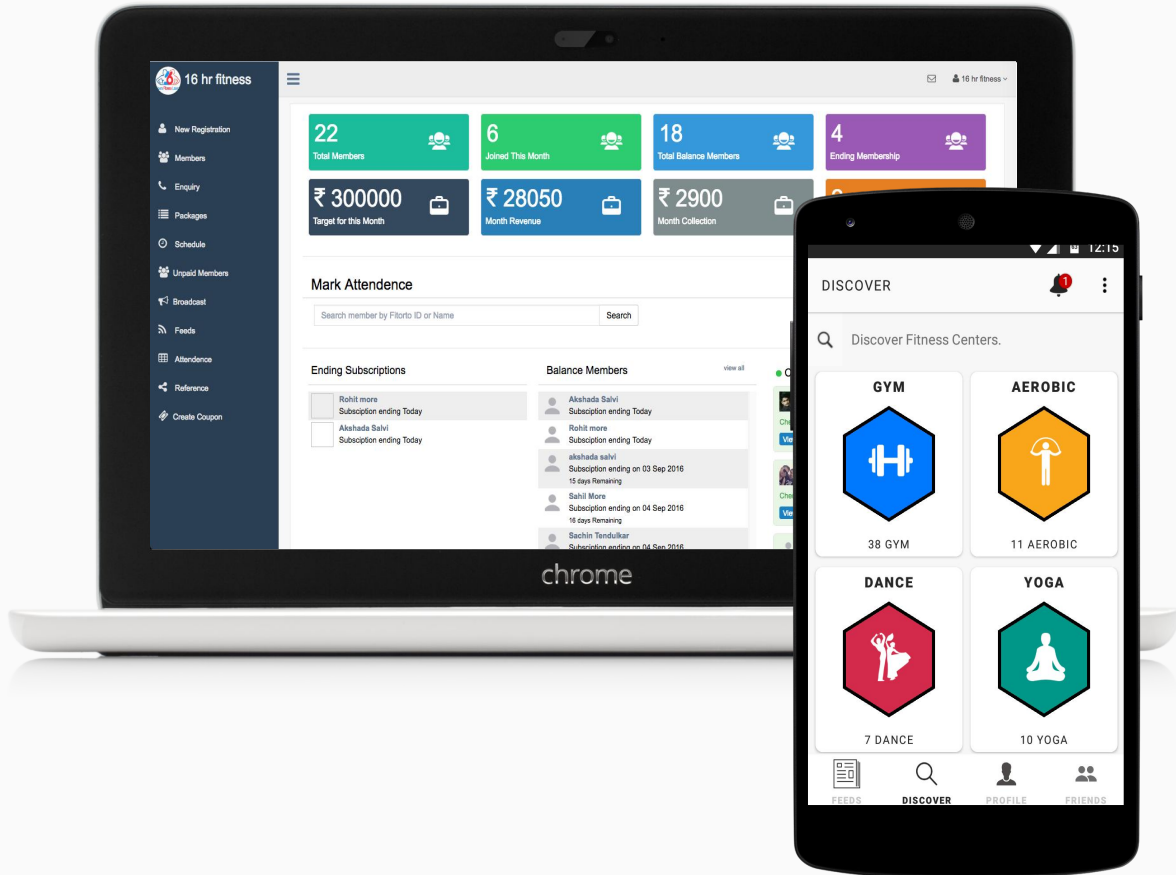 16 hr fitness
16 hr fitness
New Registration
Members
Enquiry
Packages
Schedule
Unpaid Members
Broadcast
Feeds
Attendence
Reference
Create Coupon
22
Total Members
6
Joined This Month
18
Total Balance Members
4
Ending Membership
₹ 300000
Target for this Month
₹ 28050
Month Revenue
₹ 2900
Month Collection
Mark Attendence
Search member by Fitorto ID or Name
Search
Ending Subscriptions
Rohit more
Subsciption ending Today
Akshada Salvi
Subsciption ending Today
Balance Members
view all
Akshada Salvi
Subsciption ending Today
Rohit more
Subsciption ending Today
akshada salvi
Subsciption ending on 03 Sep 2016
15 days Remaining
Sahil More
Subsciption ending on 04 Sep 2016
16 days Remaining
Sachin Tendulkar
Subsciption ending on 04 Sep 2016
chrome
12:15
DISCOVER
1
Discover Fitness Centers.
GYM
38 GYM
AEROBIC
11 AEROBIC
DANCE
7 DANCE
YOGA
10 YOGA
FEEDS
DISCOVER
PROFILE
FRIENDS